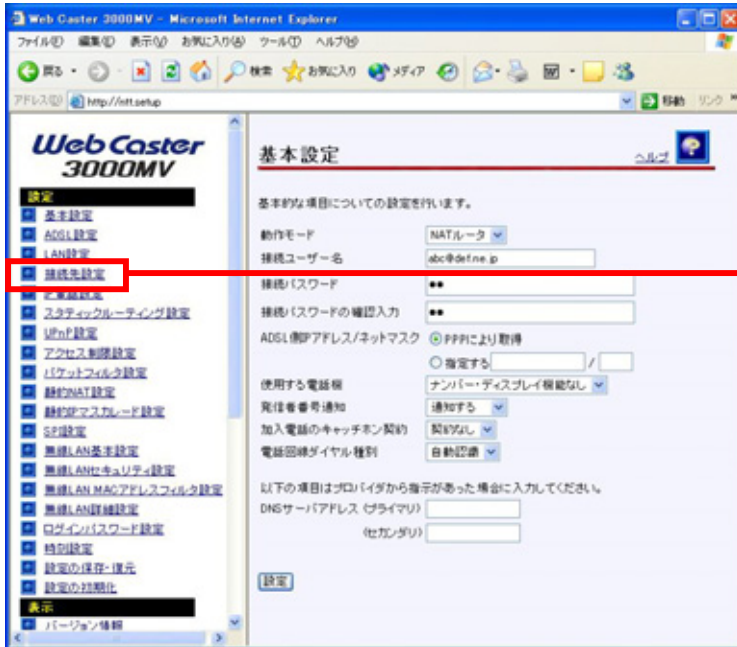 Web Caster 3000MV - Microsoft Internet Explorer
ファイル(F) 編集(E) 表示(V) お気に入り(A) ツール(T) ヘルプ(H)
戻る 検索 お気に入り メディア
アドレス(D) http://ntt.setup 移動 リンク
Web Caster
3000MV
設定
基本設定
ADSL設定
LAN設定
接続先設定
スタティックルーティング設定
UPnP設定
アクセス制限設定
パケットフィルタ設定
静的NAT設定
静的IPマスカレード設定
SPI設定
無線LAN基本設定
無線LANセキュリティ設定
無線LAN MACアドレスフィルタ設定
無線LAN詳細設定
ログインパスワード設定
時刻設定
設定の保存・復元
設定の初期化
表示
バージョン情報
基本設定
ヘルプ
基本的な項目についての設定を行います。
動作モード NATルータ
接続ユーザー名 abc@def.ne.jp
接続パスワード ●●
接続パスワードの確認入力 ●●
ADSL側IPアドレス/ネットマスク PPPにより取得
指定する /
使用する電話機 ナンバー・ディスプレイ機能なし
発信者番号通知 通知する
加入電話のキャッチホン契約 契約なし
電話回線ダイヤル種別 自動認識
以下の項目はプロバイダから指示があった場合に入力してください。
DNSサーバアドレス (プライマリ)
(セカンダリ)
設定